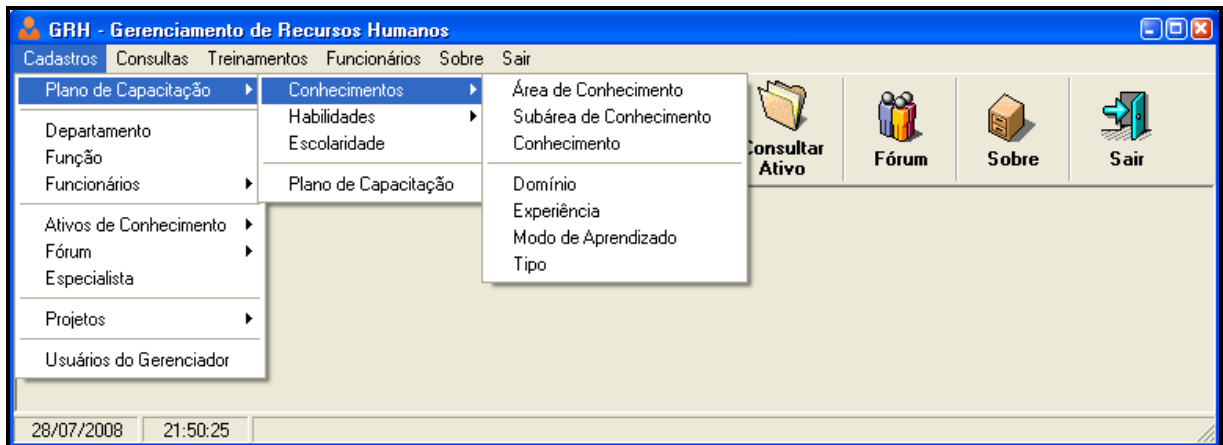 GRH - Gerenciamento de Recursos Humanos
Cadastros Consultas Treinamentos Funcionários Sobre Sair
Plano de Capacitação
Departamento
Função
Funcionários
Ativos de Conhecimento
Fórum
Especialista
Projetos
Usuários do Gerenciador
Conhecimentos
Habilidades
Escolaridade
Plano de Capacitação
Área de Conhecimento
Subárea de Conhecimento
Conhecimento
Domínio
Experiência
Modo de Aprendizado
Tipo
Consultar
Ativo
Fórum
Sobre
Sair
28/07/2008 21:50:25